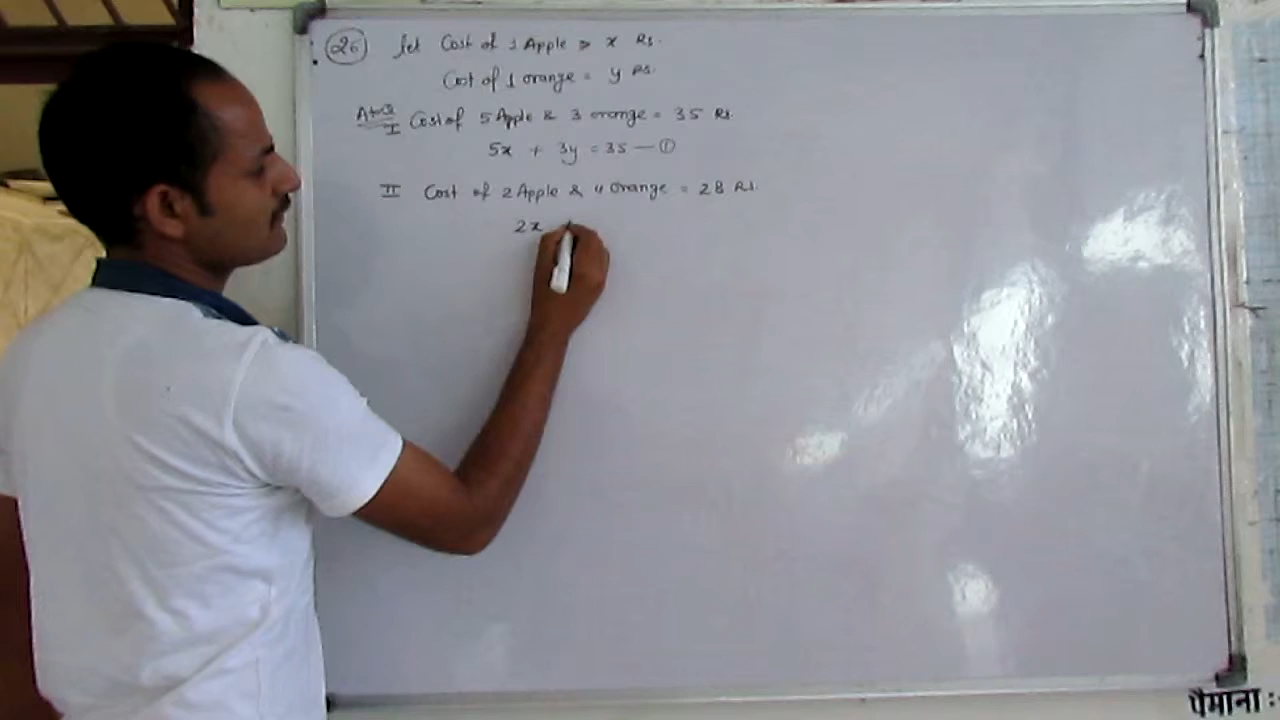 26 Let Cost of 1 Apple = x Rs.
Cost of 1 orange = y Rs.
AtoQ
I Cost of 5 Apple & 3 orange = 35 Rs.
5x + 3y = 35 — ①
II Cost of 2 Apple & 4 orange = 28 Rs.
2x
पैमाना :